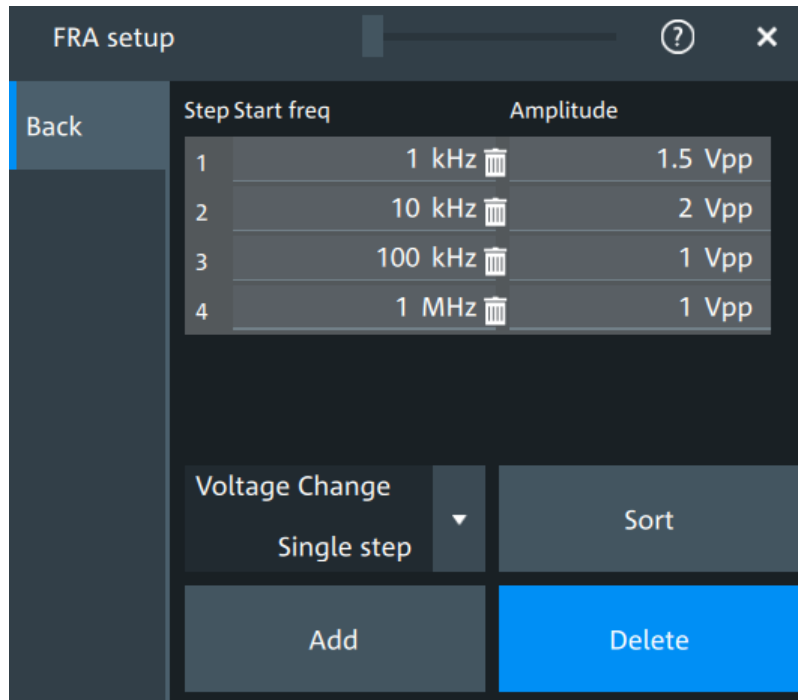 FRA setup ? ×
Back
Step Start freq Amplitude
1 1 kHz 1.5 Vpp
2 10 kHz 2 Vpp
3 100 kHz 1 Vpp
4 1 MHz 1 Vpp
Voltage Change
Single step
Sort
Add Delete